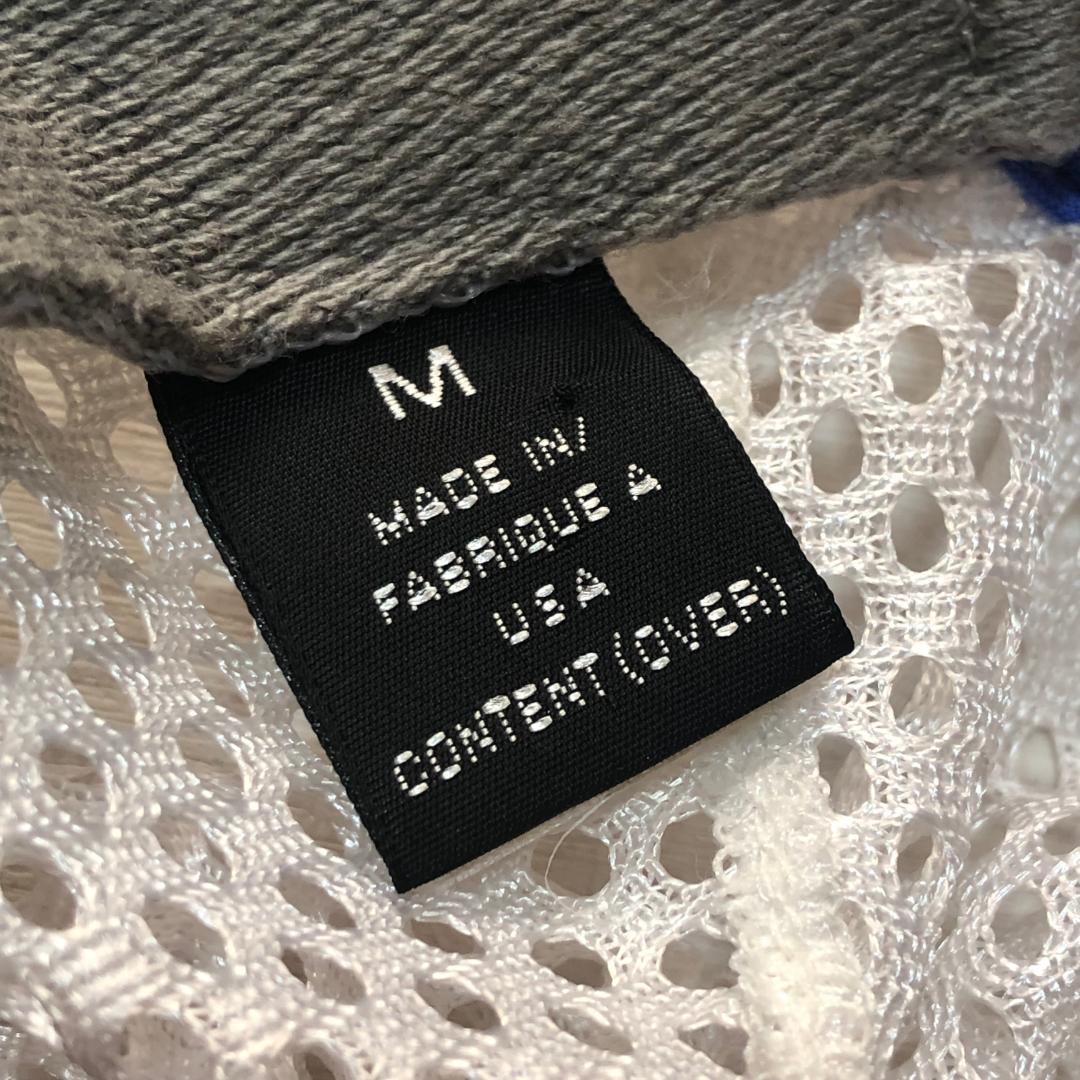 M
MADE IN/
FABRIQUE A
USA
CONTENT (OVER)